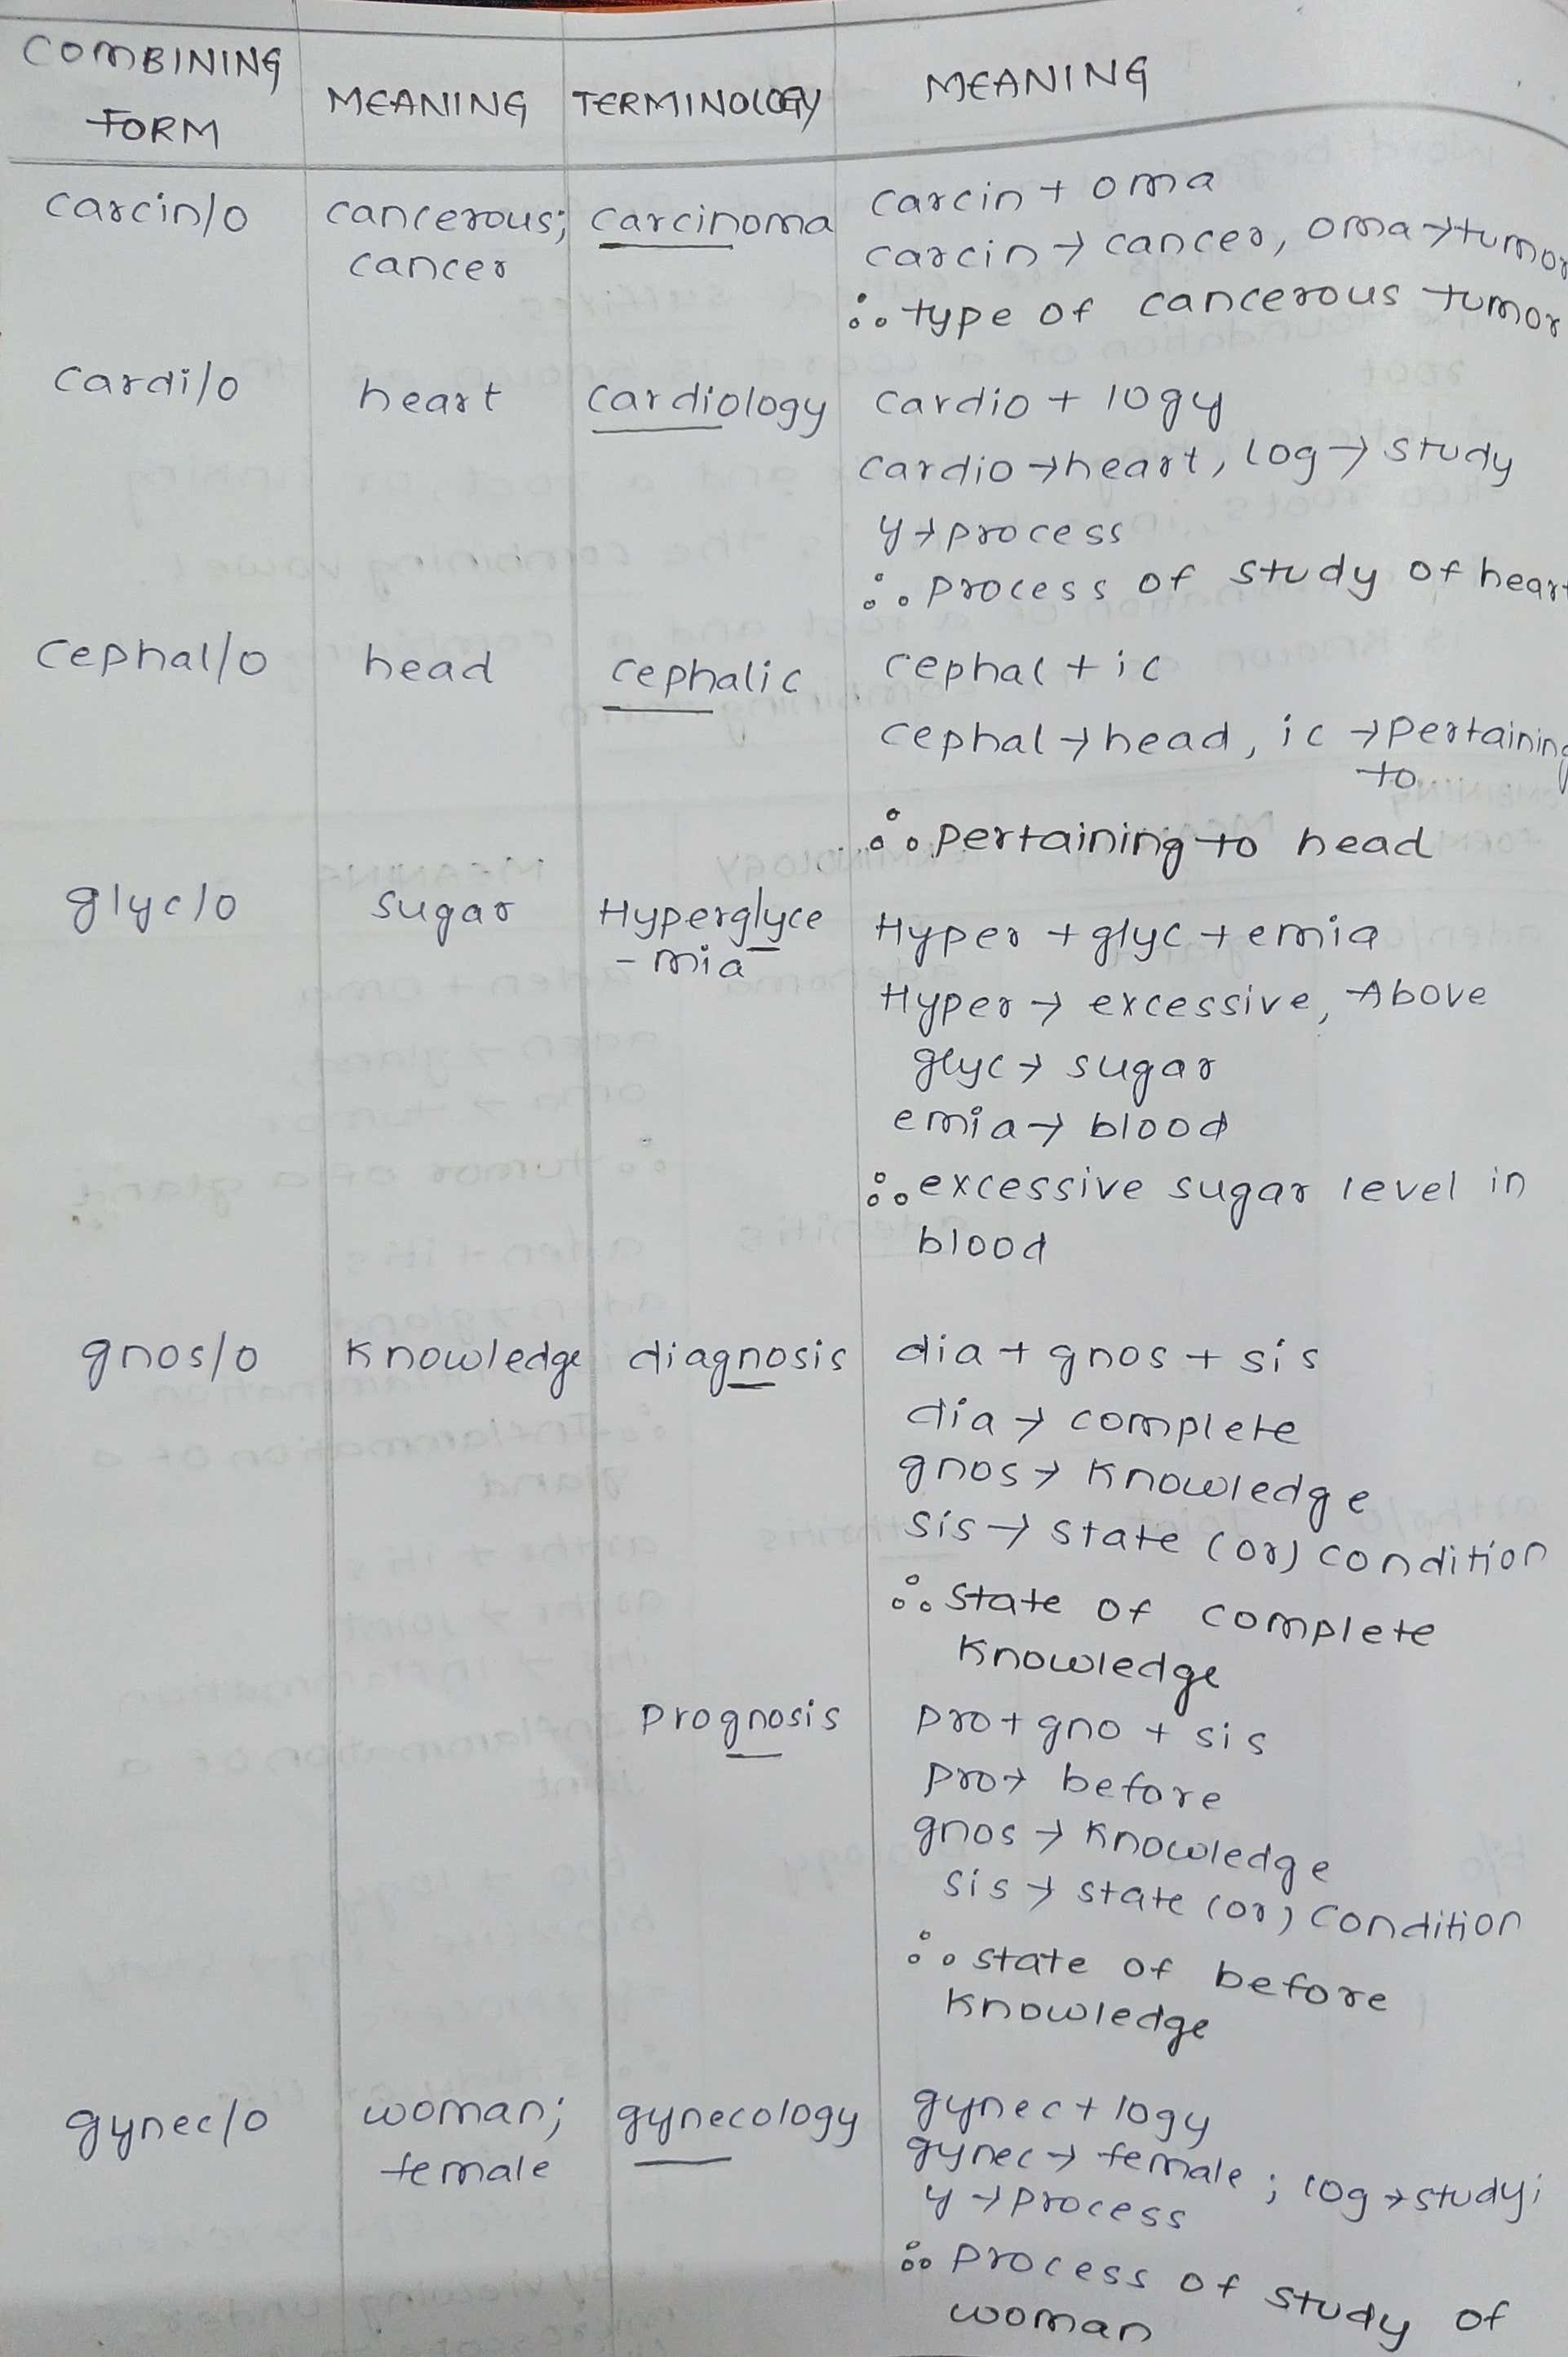 COMBINING FORM MEANING TERMINOLOGY MEANING
carcin/o cancerous; carcinoma carcin + oma
cancer carcin → cancer, oma → tumor
∴ type of cancerous tumor
cardi/o heart cardiology cardio + logy
cardio → heart, log → study
y → process
∴ process of study of heart
cephal/o head cephalic cephal + ic
cephal → head, ic → pertaining
to
∴ pertaining to head
glyc/o sugar Hyperglyce Hyper + glyc + emia
- mia
Hyper → excessive, Above
glyc → sugar
emia → blood
∴ excessive sugar level in
blood
gnos/o knowledge diagnosis dia + gnos + sis
dia → complete
gnos → knowledge
sis → state (or) condition
∴ state of complete
knowledge
prognosis pro + gno + sis
pro → before
gnos → knowledge
sis → state (or) condition
∴ state of before
knowledge
gynec/o woman; gynecology gynec + logy
female gynec → female ; log → study;
y → process
∴ process of study of
woman